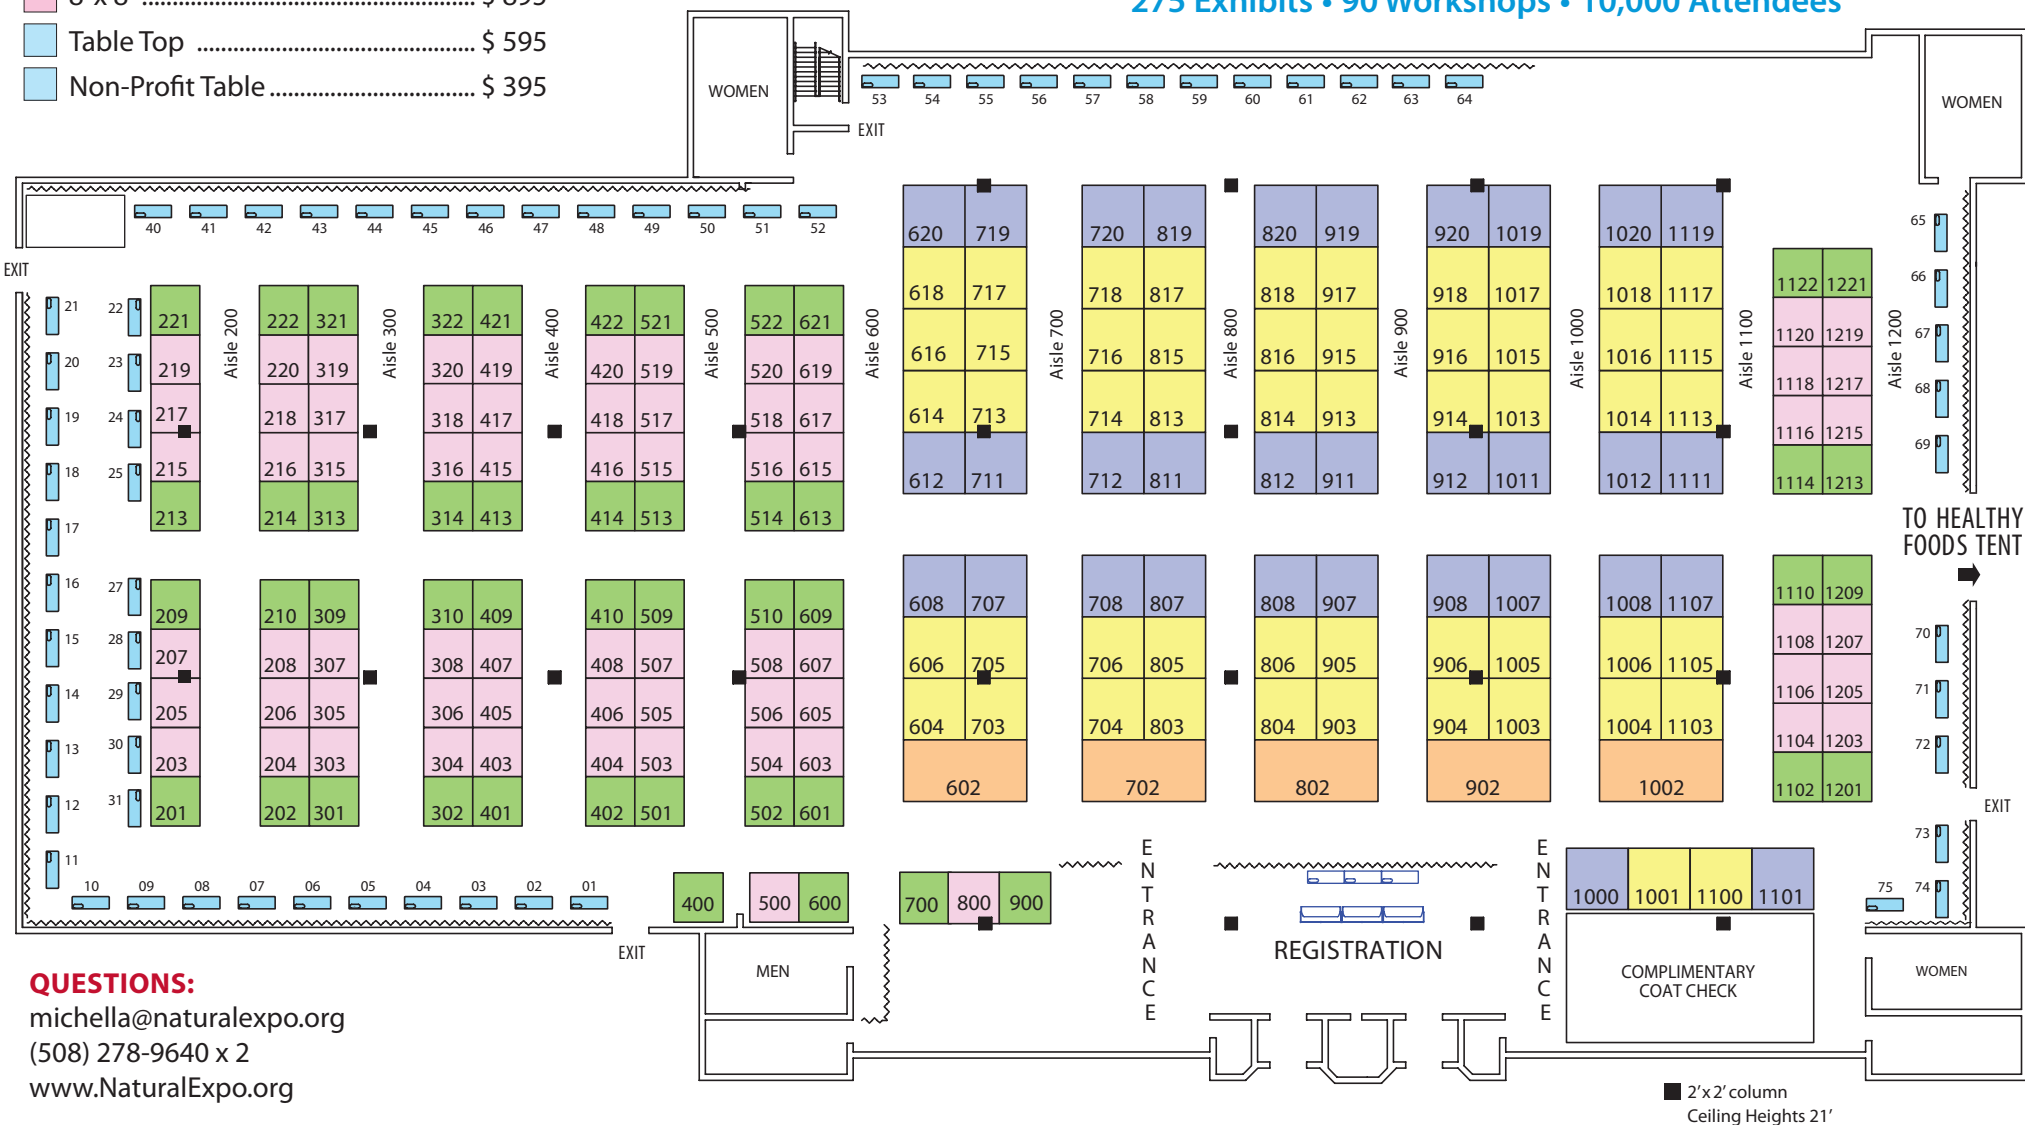 8' x 8' ................................................ $ 895
275 Exhibits • 90 Workshops • 10,000 Attendees
Table Top ........................................ $ 595
Non-Profit Table .............................. $ 395
WOMEN
EXIT
53 54 55 56 57 58 59 60 61 62 63 64
WOMEN
40 41 42 43 44 45 46 47 48 49 50 51 52
EXIT
21 20 19 18 17 16 15 14 13 12 11
22 23 24 25
27 28 29 30 31
221
219
217
215
213
209
207
205
203
201
Aisle 200
222 321
220 319
218 317
216 315
214 313
210 309
208 307
206 305
204 303
202 301
Aisle 300
322 421
320 419
318 417
316 415
314 413
310 409
308 407
306 405
304 403
302 401
Aisle 400
422 521
420 519
418 517
416 515
414 513
410 509
408 507
406 505
404 503
402 501
Aisle 500
522 621
520 619
518 617
516 615
514 613
510 609
508 607
506 605
504 603
502 601
Aisle 600
620 719
618 717
616 715
614 713
612 711
608 707
606 705
604 703
602
Aisle 700
720 819
718 817
716 815
714 813
712 811
708 807
706 805
704 803
702
Aisle 800
820 919
818 917
816 915
814 913
812 911
808 907
806 905
804 903
802
Aisle 900
920 1019
918 1017
916 1015
914 1013
912 1011
908 1007
906 1005
904 1003
902
Aisle 1000
1020 1119
1018 1117
1016 1115
1014 1113
1012 1111
1008 1107
1006 1105
1004 1103
1002
Aisle 1100
1122 1221
1120 1219
1118 1217
1116 1215
1114 1213
1110 1209
1108 1207
1106 1205
1104 1203
1102 1201
Aisle 1200
65
66
67
68
69
TO HEALTHY
FOODS TENT
70
71
72
EXIT
73
75 74
10 09 08 07 06 05 04 03 02 01
400 500 600
700 800 900
ENTRANCE
REGISTRATION
ENTRANCE
1000 1001 1100 1101
EXIT
MEN
COMPLIMENTARY
COAT CHECK
WOMEN
QUESTIONS:
michella@naturalexpo.org
(508) 278-9640 x 2
www.NaturalExpo.org
2' x 2' column
Ceiling Heights 21'